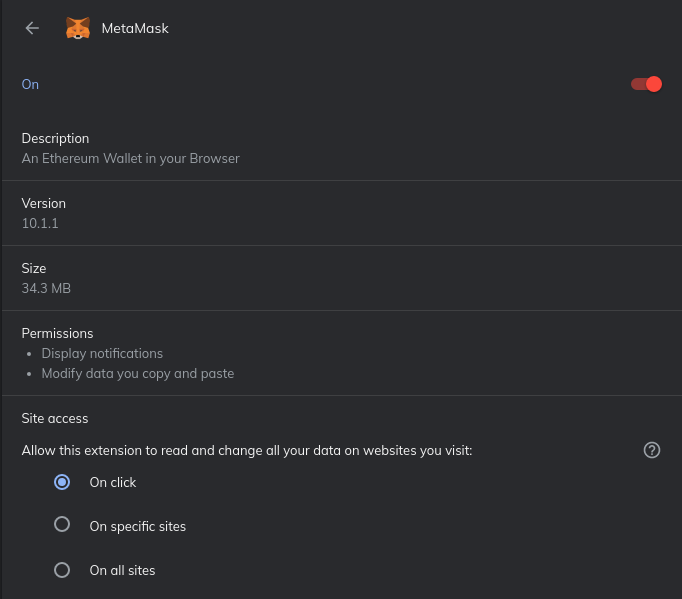 MetaMask
On
Description
An Ethereum Wallet in your Browser
Version
10.1.1
Size
34.3 MB
Permissions
• Display notifications
• Modify data you copy and paste
Site access
Allow this extension to read and change all your data on websites you visit:
On click
On specific sites
On all sites